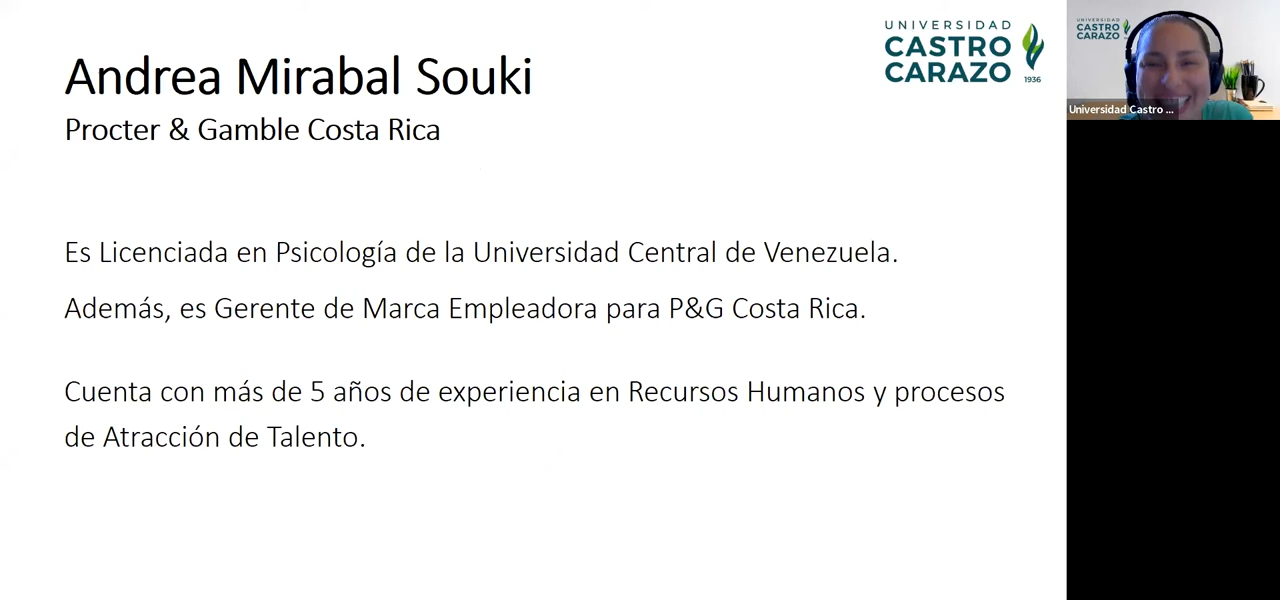 Andrea Mirabal Souki
Procter & Gamble Costa Rica
UNIVERSIDAD
CASTRO
CARAZO
1936
Es Licenciada en Psicología de la Universidad Central de Venezuela.
Además, es Gerente de Marca Empleadora para P&G Costa Rica.
Cuenta con más de 5 años de experiencia en Recursos Humanos y procesos
de Atracción de Talento.
UNIVERSIDAD
CASTRO
CARAZO
Universidad Castro ...